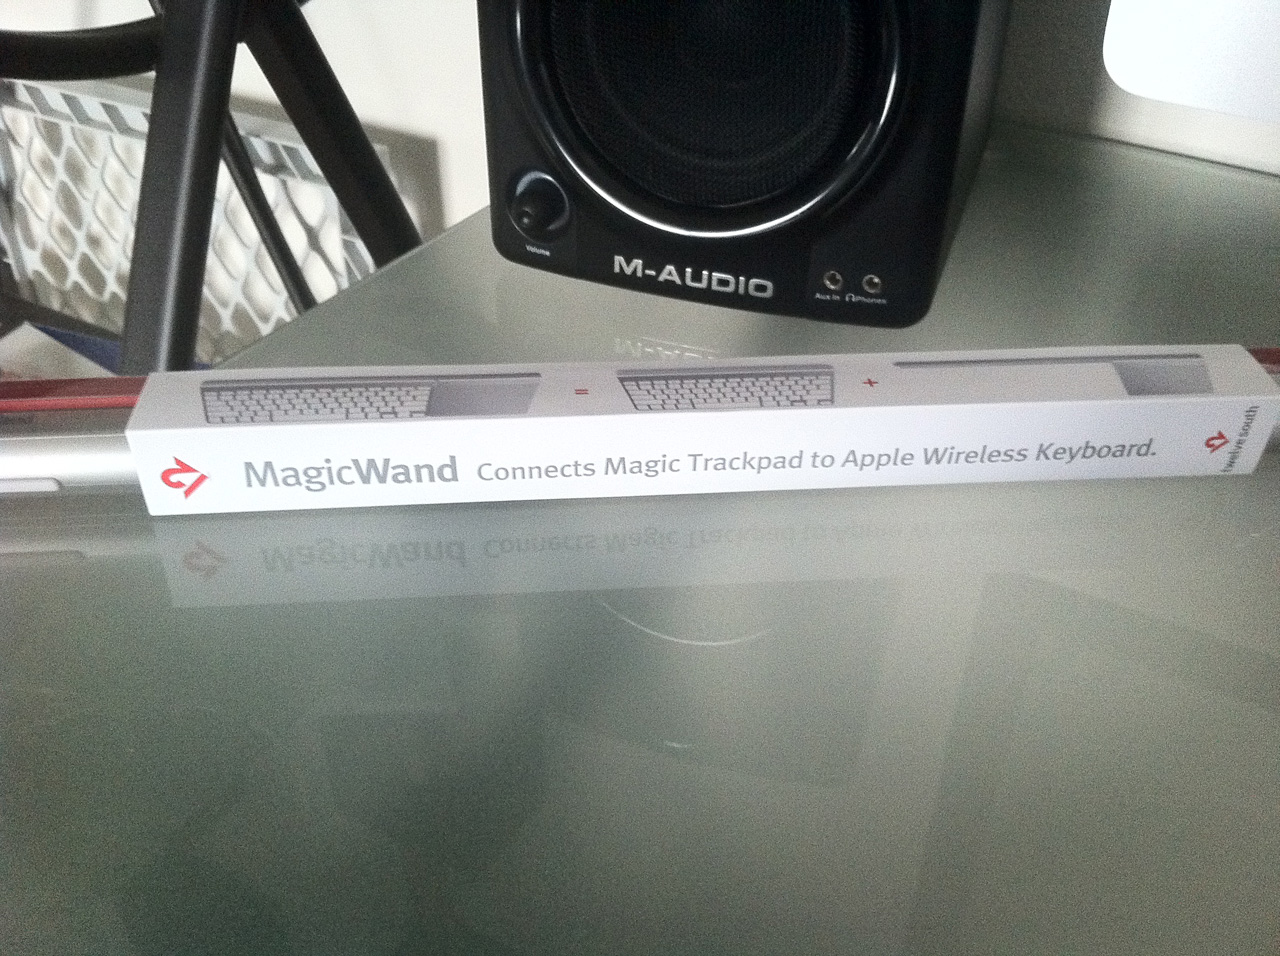 Volume
M-AUDIO
Aux In
Phones
=
+
MagicWand Connects Magic Trackpad to Apple Wireless Keyboard.
twelve south